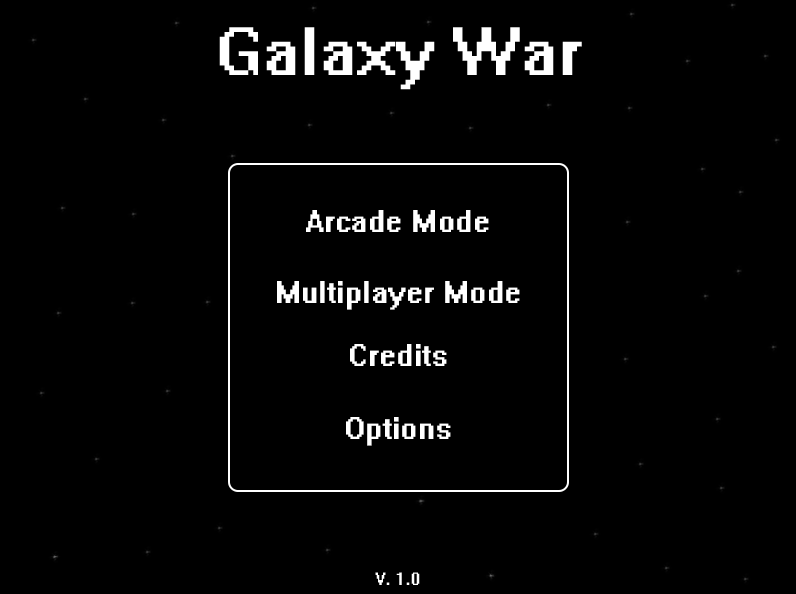 Galaxy War
Arcade Mode
Multiplayer Mode
Credits
Options
V. 1.0